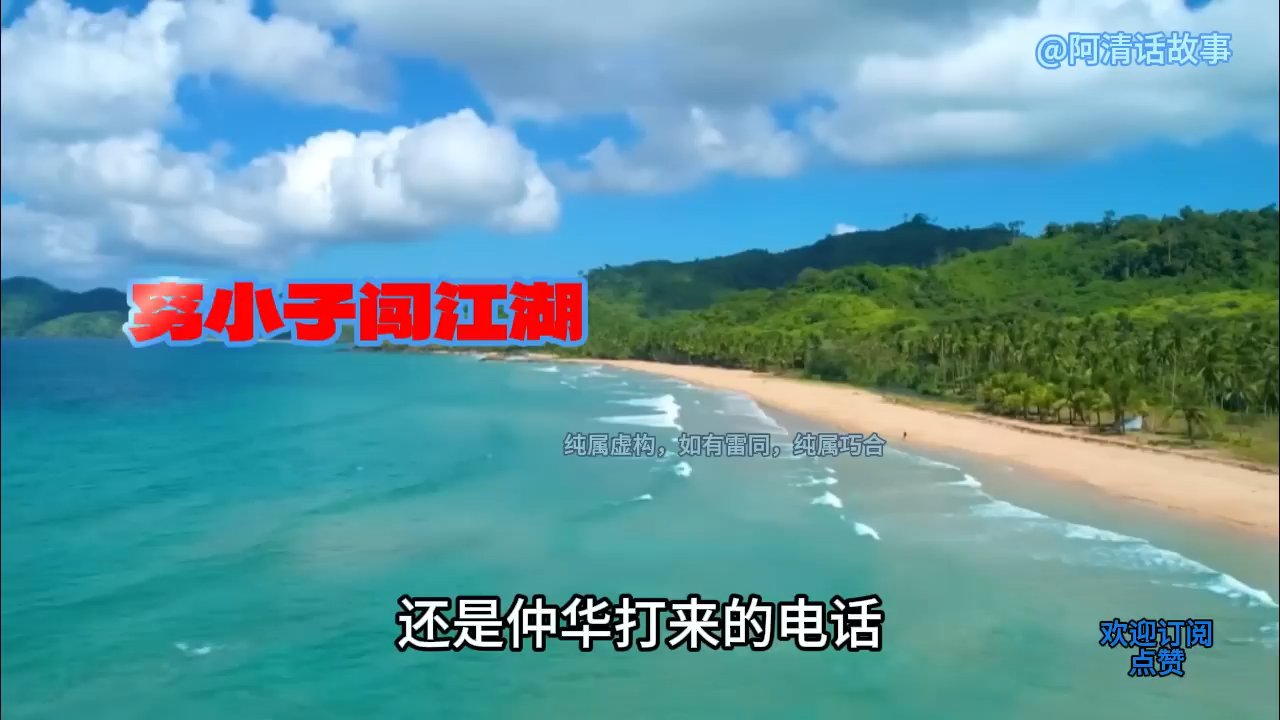 @阿清话故事
穷小子闯江湖
纯属虚构，如有雷同，纯属巧合
还是仲华打来的电话
欢迎订阅
点赞